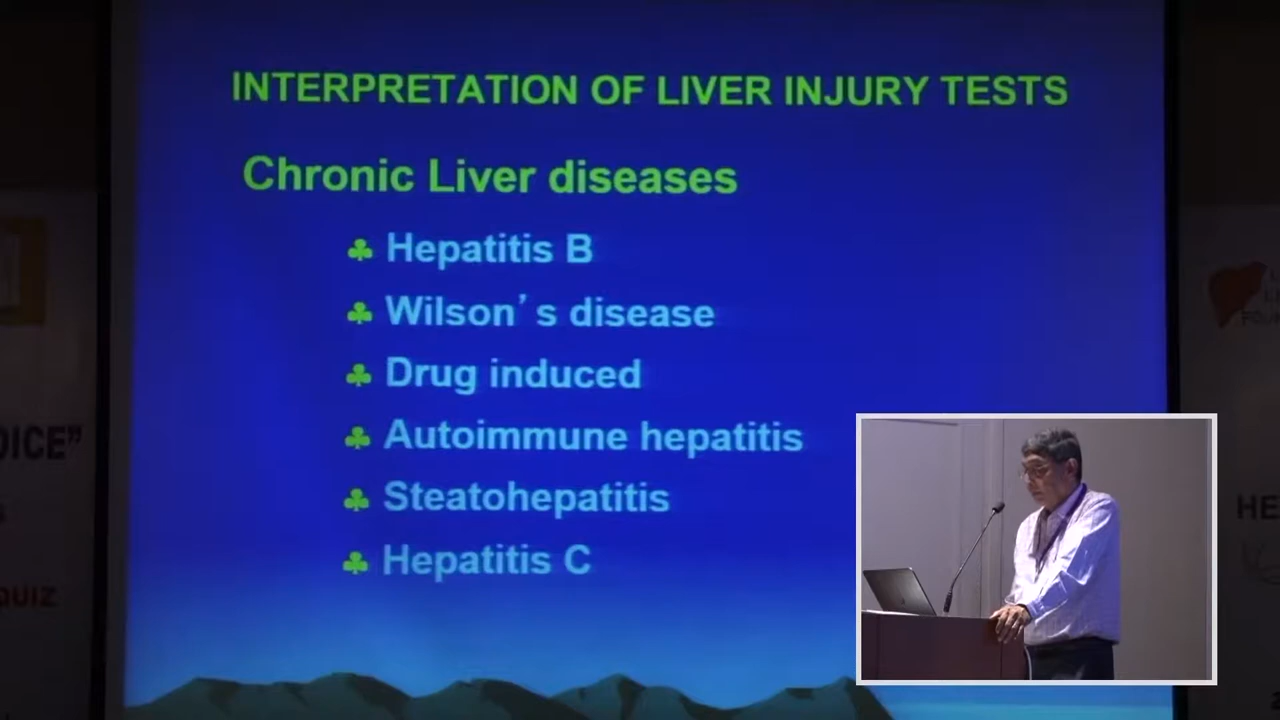 INTERPRETATION OF LIVER INJURY TESTS
Chronic Liver diseases
Hepatitis B
Wilson's disease
Drug induced
Autoimmune hepatitis
Steatohepatitis
Hepatitis C
OICE”
QUIZ
HE